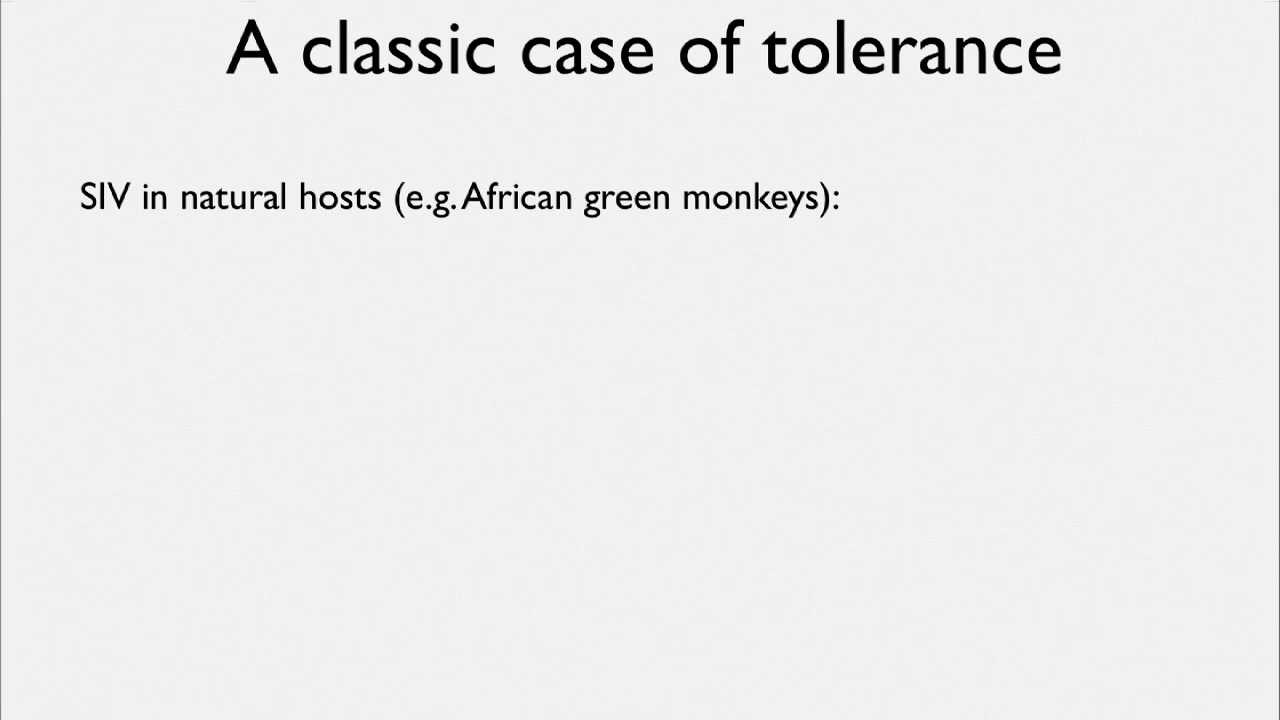 A classic case of tolerance
SIV in natural hosts (e.g. African green monkeys):